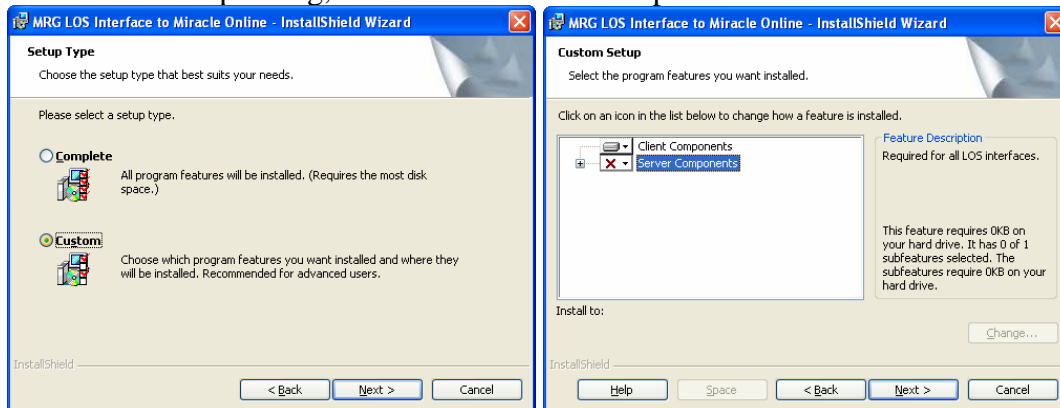 MRG LOS Interface to Miracle Online - InstallShield Wizard
Setup Type
Choose the setup type that best suits your needs.
Please select a setup type.
Complete
All program features will be installed. (Requires the most disk
space.)
Custom
Choose which program features you want installed and where they
will be installed. Recommended for advanced users.
InstallShield
< Back
Next >
Cancel
MRG LOS Interface to Miracle Online - InstallShield Wizard
Custom Setup
Select the program features you want installed.
Click on an icon in the list below to change how a feature is installed.
Client Components
Server Components
Feature Description
Required for all LOS interfaces.
This feature requires 0KB on
your hard drive. It has 0 of 1
subfeatures selected. The
subfeatures require 0KB on your
hard drive.
Install to:
Change...
InstallShield
Help
Space
< Back
Next >
Cancel